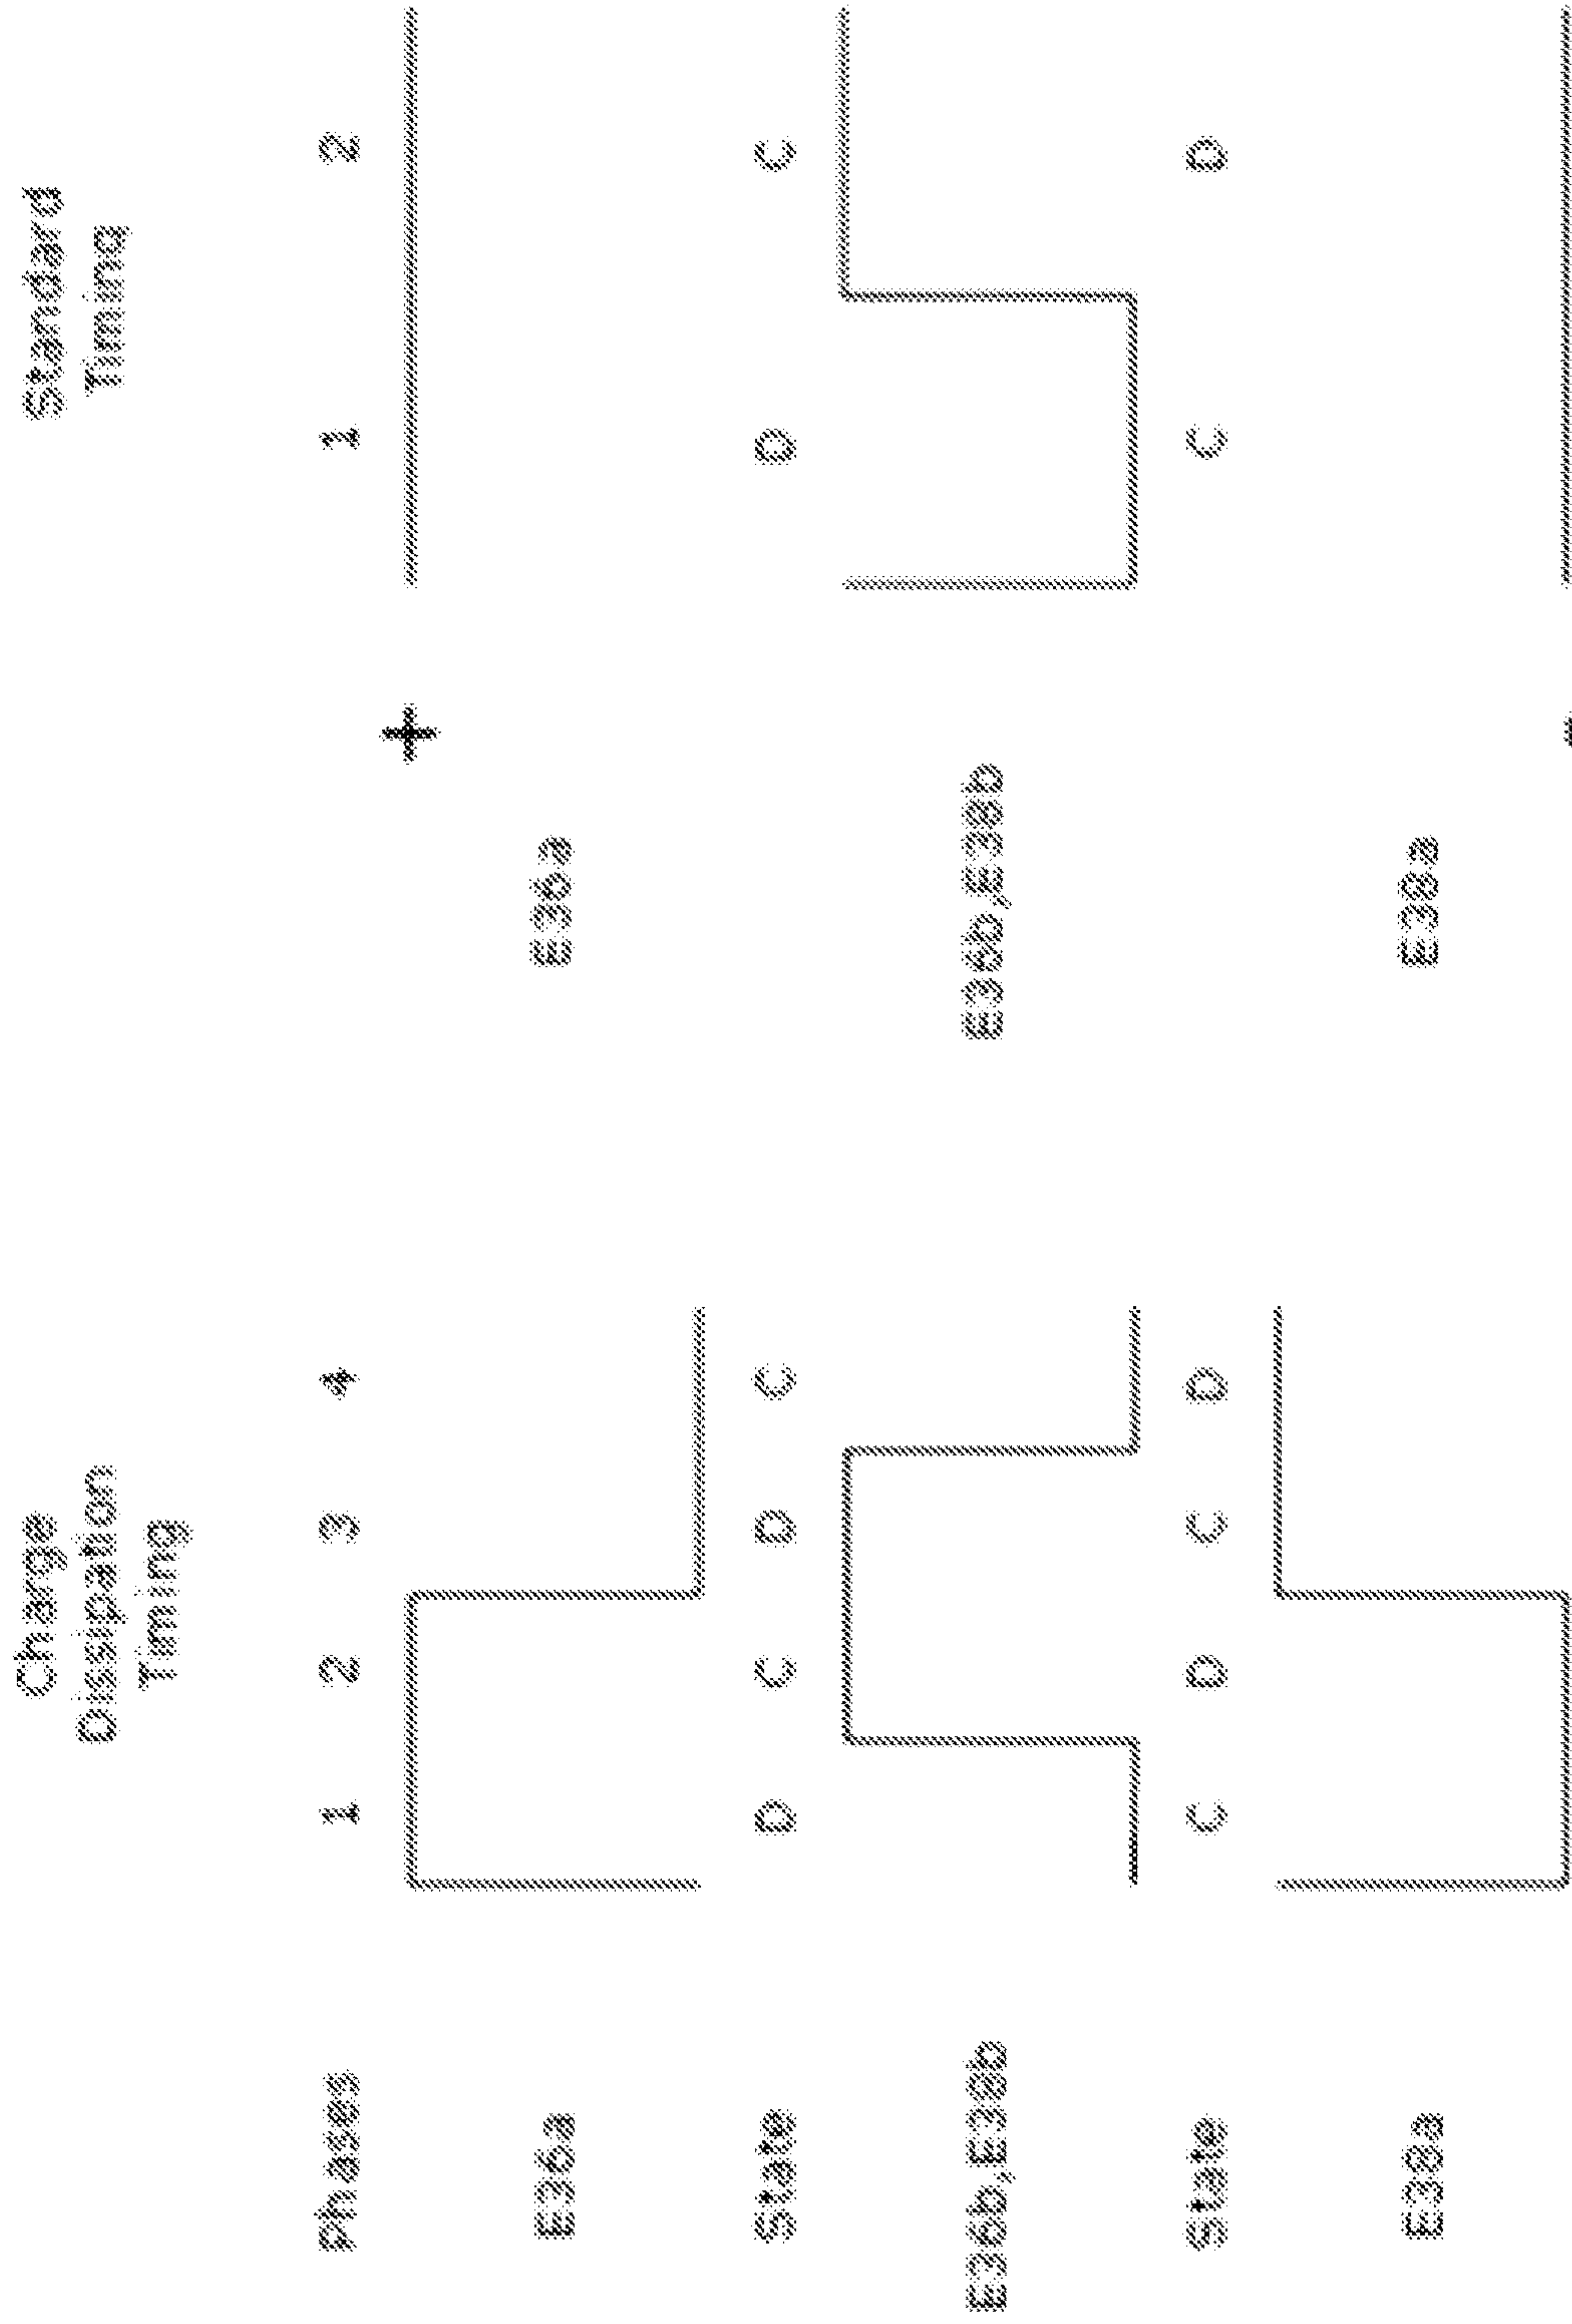 Charge
Dissipation
Timing
Standard
Timing
Phases 1 2 3 4 1 2
+
E36a E36a
State D C D C D C
E36b,E38b E36b,E38b
State C D C D C D
E38a E38a